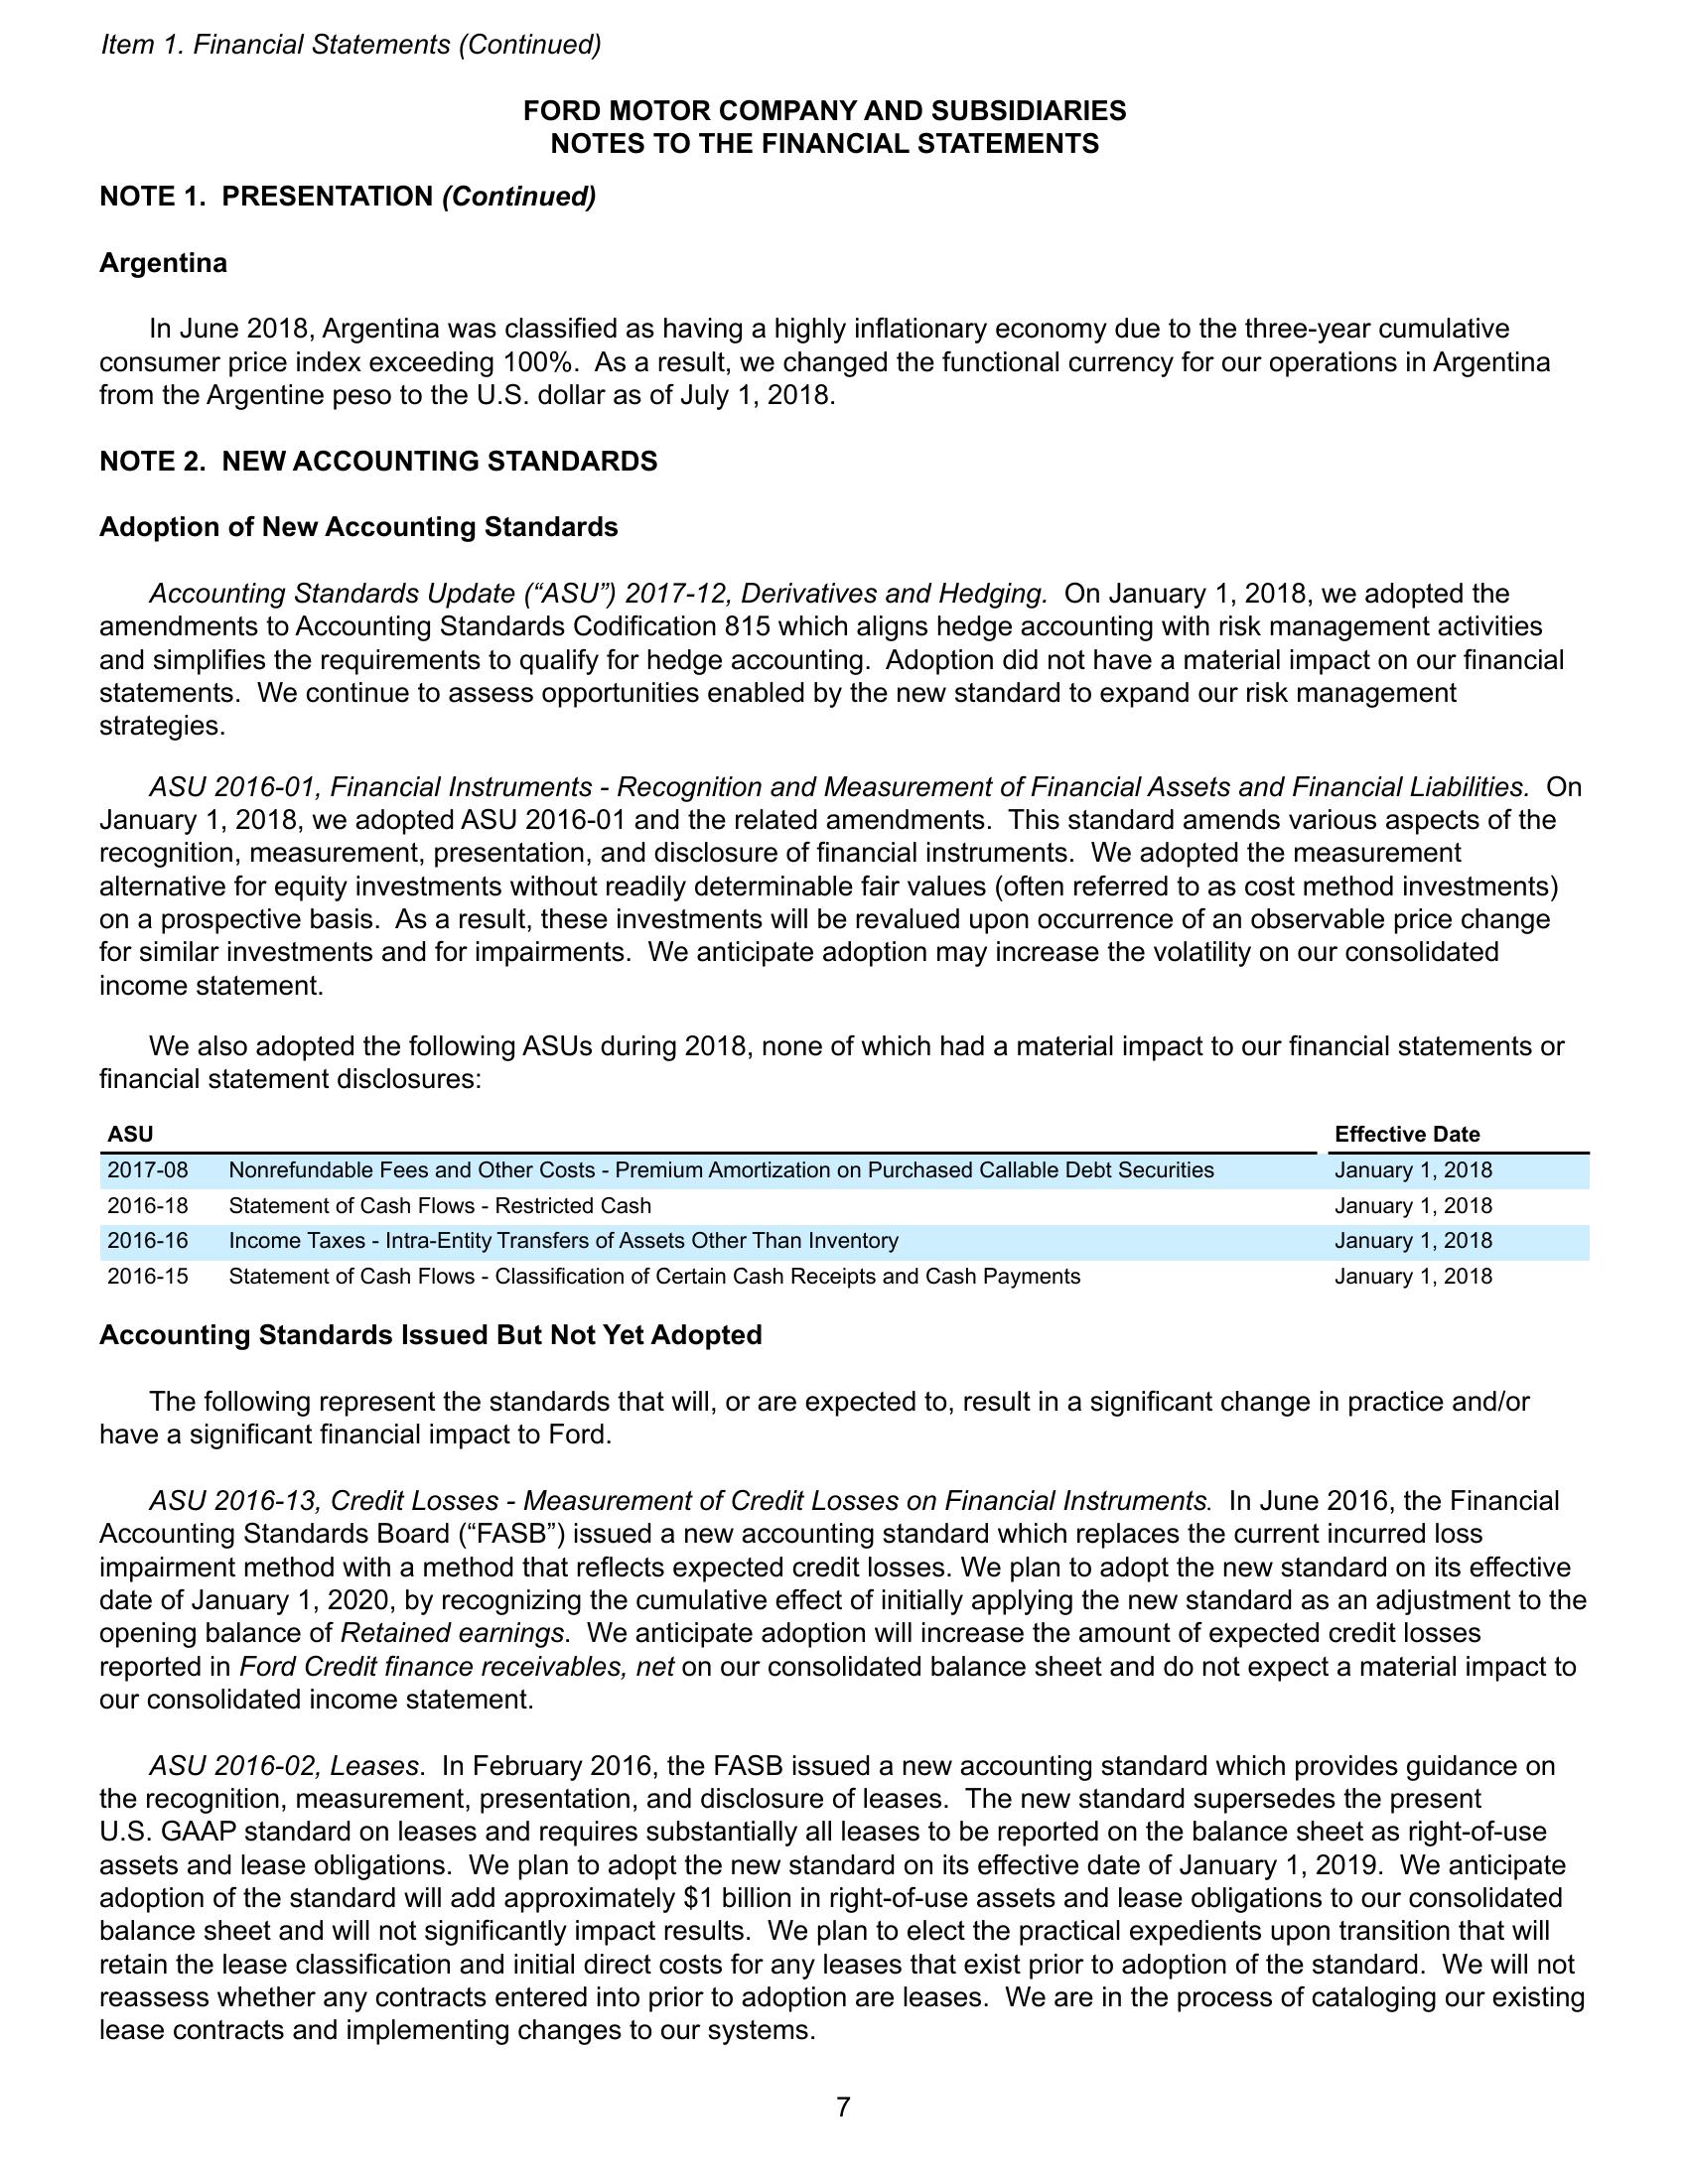 Item 1. Financial Statements (Continued)
FORD MOTOR COMPANY AND SUBSIDIARIES
NOTES TO THE FINANCIAL STATEMENTS
NOTE 1.  PRESENTATION (Continued)
Argentina
In June 2018, Argentina was classified as having a highly inflationary economy due to the three-year cumulative
consumer price index exceeding 100%.  As a result, we changed the functional currency for our operations in Argentina
from the Argentine peso to the U.S. dollar as of July 1, 2018.
NOTE 2.  NEW ACCOUNTING STANDARDS
Adoption of New Accounting Standards
Accounting Standards Update (“ASU”) 2017-12, Derivatives and Hedging.  On January 1, 2018, we adopted the
amendments to Accounting Standards Codification 815 which aligns hedge accounting with risk management activities
and simplifies the requirements to qualify for hedge accounting.  Adoption did not have a material impact on our financial
statements.  We continue to assess opportunities enabled by the new standard to expand our risk management
strategies.
ASU 2016-01, Financial Instruments - Recognition and Measurement of Financial Assets and Financial Liabilities.  On
January 1, 2018, we adopted ASU 2016-01 and the related amendments.  This standard amends various aspects of the
recognition, measurement, presentation, and disclosure of financial instruments.  We adopted the measurement
alternative for equity investments without readily determinable fair values (often referred to as cost method investments)
on a prospective basis.  As a result, these investments will be revalued upon occurrence of an observable price change
for similar investments and for impairments.  We anticipate adoption may increase the volatility on our consolidated
income statement.
We also adopted the following ASUs during 2018, none of which had a material impact to our financial statements or
financial statement disclosures:
ASU Effective Date
2017-08 Nonrefundable Fees and Other Costs - Premium Amortization on Purchased Callable Debt Securities January 1, 2018
2016-18 Statement of Cash Flows - Restricted Cash January 1, 2018
2016-16 Income Taxes - Intra-Entity Transfers of Assets Other Than Inventory January 1, 2018
2016-15 Statement of Cash Flows - Classification of Certain Cash Receipts and Cash Payments January 1, 2018
Accounting Standards Issued But Not Yet Adopted
The following represent the standards that will, or are expected to, result in a significant change in practice and/or
have a significant financial impact to Ford.
ASU 2016-13, Credit Losses - Measurement of Credit Losses on Financial Instruments.  In June 2016, the Financial
Accounting Standards Board (“FASB”) issued a new accounting standard which replaces the current incurred loss
impairment method with a method that reflects expected credit losses. We plan to adopt the new standard on its effective
date of January 1, 2020, by recognizing the cumulative effect of initially applying the new standard as an adjustment to the
opening balance of Retained earnings.  We anticipate adoption will increase the amount of expected credit losses
reported in Ford Credit finance receivables, net on our consolidated balance sheet and do not expect a material impact to
our consolidated income statement.
ASU 2016-02, Leases.  In February 2016, the FASB issued a new accounting standard which provides guidance on
the recognition, measurement, presentation, and disclosure of leases.  The new standard supersedes the present
U.S. GAAP standard on leases and requires substantially all leases to be reported on the balance sheet as right-of-use
assets and lease obligations.  We plan to adopt the new standard on its effective date of January 1, 2019.  We anticipate
adoption of the standard will add approximately $1 billion in right-of-use assets and lease obligations to our consolidated
balance sheet and will not significantly impact results.  We plan to elect the practical expedients upon transition that will
retain the lease classification and initial direct costs for any leases that exist prior to adoption of the standard.  We will not
reassess whether any contracts entered into prior to adoption are leases.  We are in the process of cataloging our existing
lease contracts and implementing changes to our systems.
7